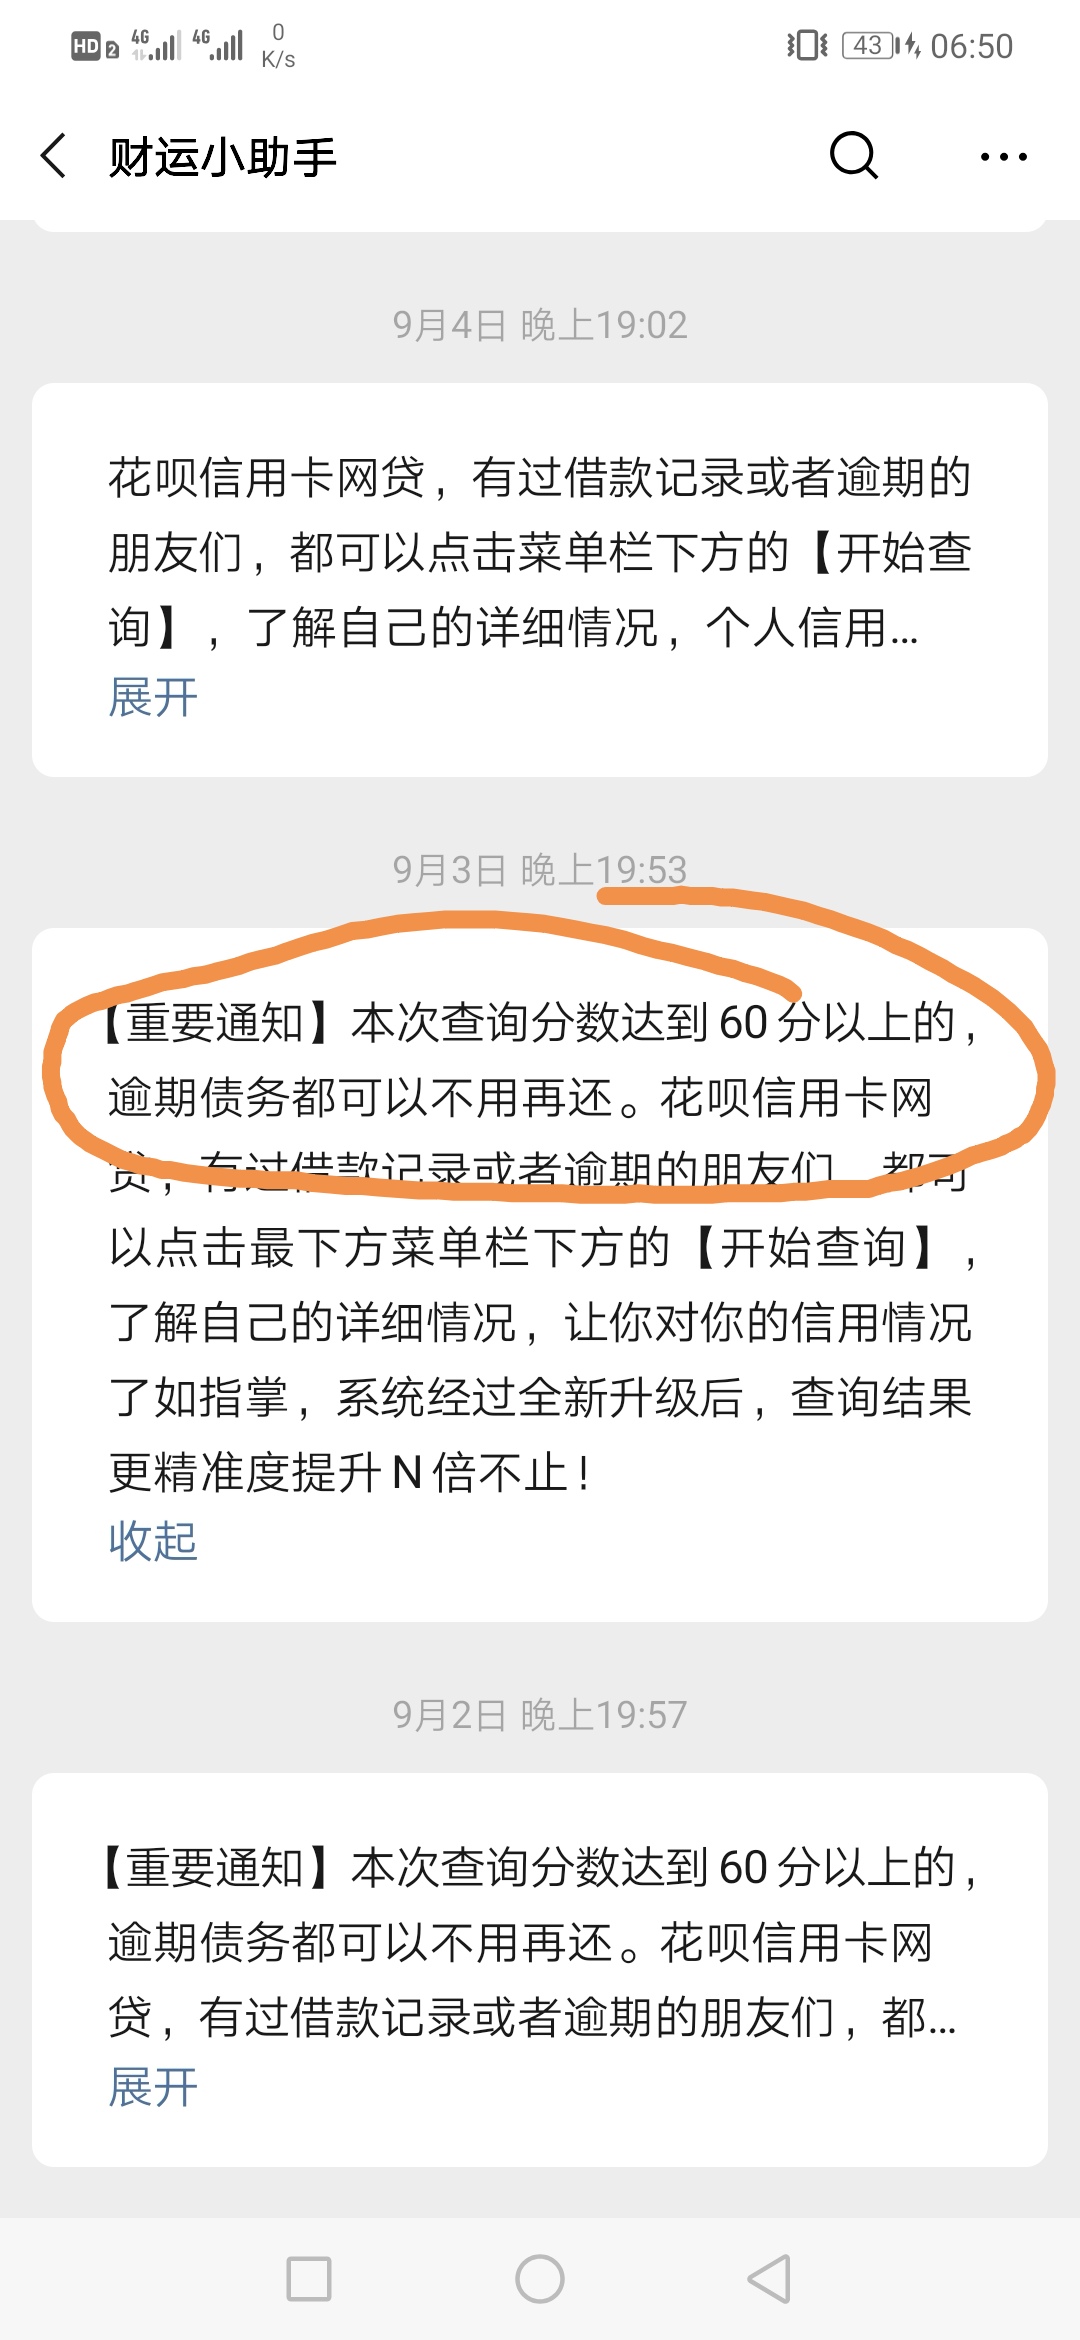 HD 2 4G 4G 0 K/s 43 06:50
财运小助手
9月4日 晚上19:02
花呗信用卡网贷，有过借款记录或者逾期的
朋友们，都可以点击菜单栏下方的【开始查
询】，了解自己的详细情况，个人信用...
展开
9月3日 晚上19:53
【重要通知】本次查询分数达到60分以上的，
逾期债务都可以不用再还。花呗信用卡网
贷，有过借款记录或者逾期的朋友们，都可
以点击最下方菜单栏下方的【开始查询】，
了解自己的详细情况，让你对你的信用情况
了如指掌，系统经过全新升级后，查询结果
更精准度提升N倍不止！
收起
9月2日 晚上19:57
【重要通知】本次查询分数达到60分以上的，
逾期债务都可以不用再还。花呗信用卡网
贷，有过借款记录或者逾期的朋友们，都...
展开